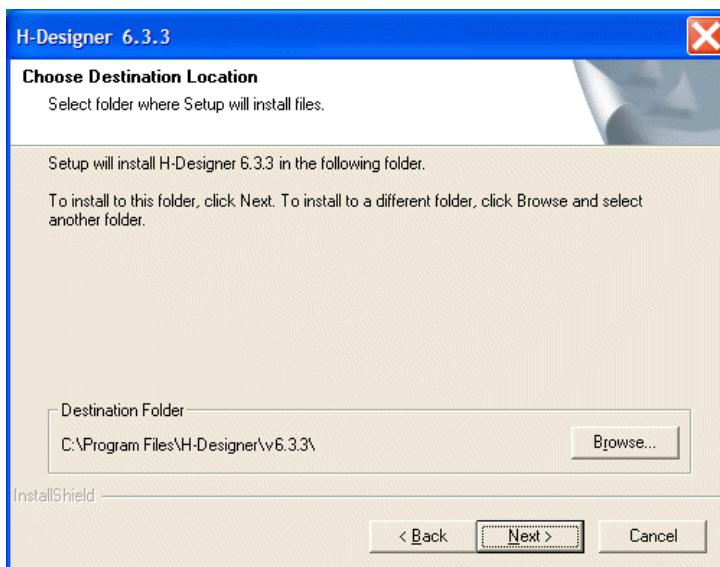 H-Designer 6.3.3
Choose Destination Location
Select folder where Setup will install files.
Setup will install H-Designer 6.3.3 in the following folder.
To install to this folder, click Next. To install to a different folder, click Browse and select
another folder.
Destination Folder
C:\Program Files\H-Designer\v6.3.3\
Browse...
InstallShield
< Back
Next >
Cancel